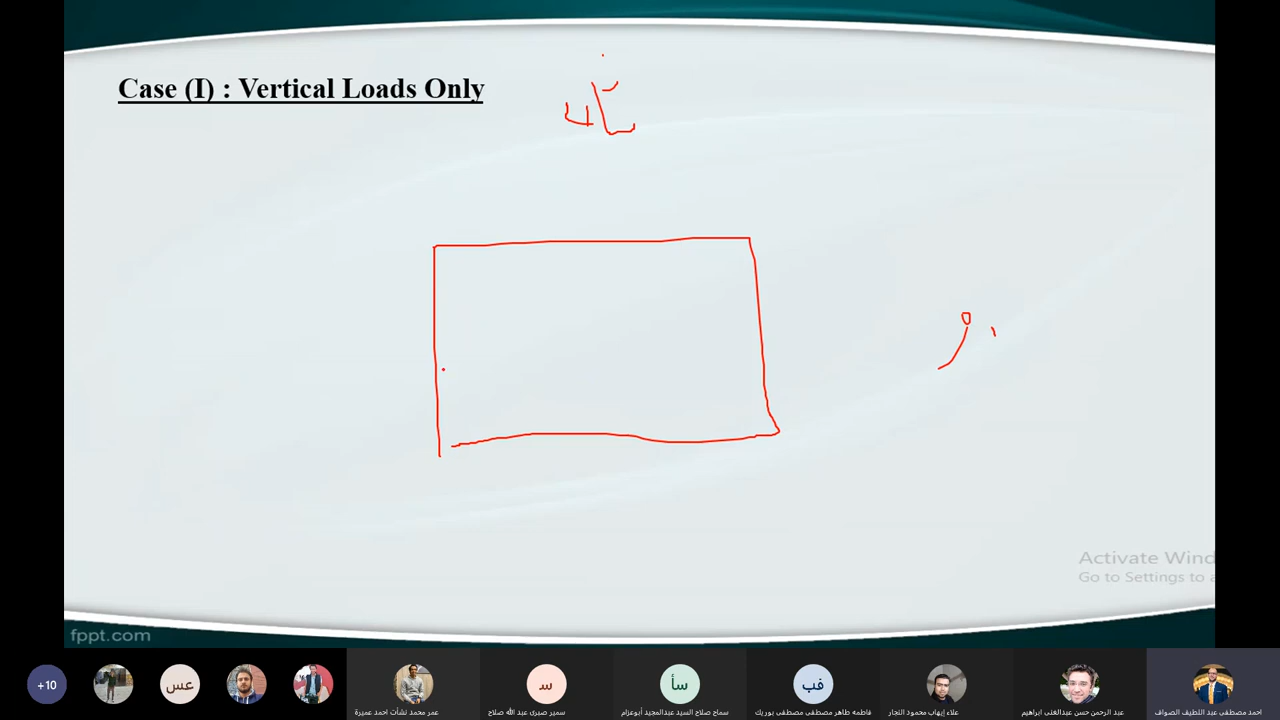 Case (I) : Vertical Loads Only
Activate Wind
Go to Settings to a
fppt.com
+10
عس
س
سأ
فب
عمر محمد نشأت احمد عميرة
سمير صبرى عبد الله صلاح
سماح صلاح السيد عبدالمجيد أبوعزام
فاطمه طاهر مصطفى مصطفى بوريك
علاء إيهاب محمود النجار
عبد الرحمن حسن عبدالغنى ابراهيم
احمد مصطفى عبد اللطيف الصواف